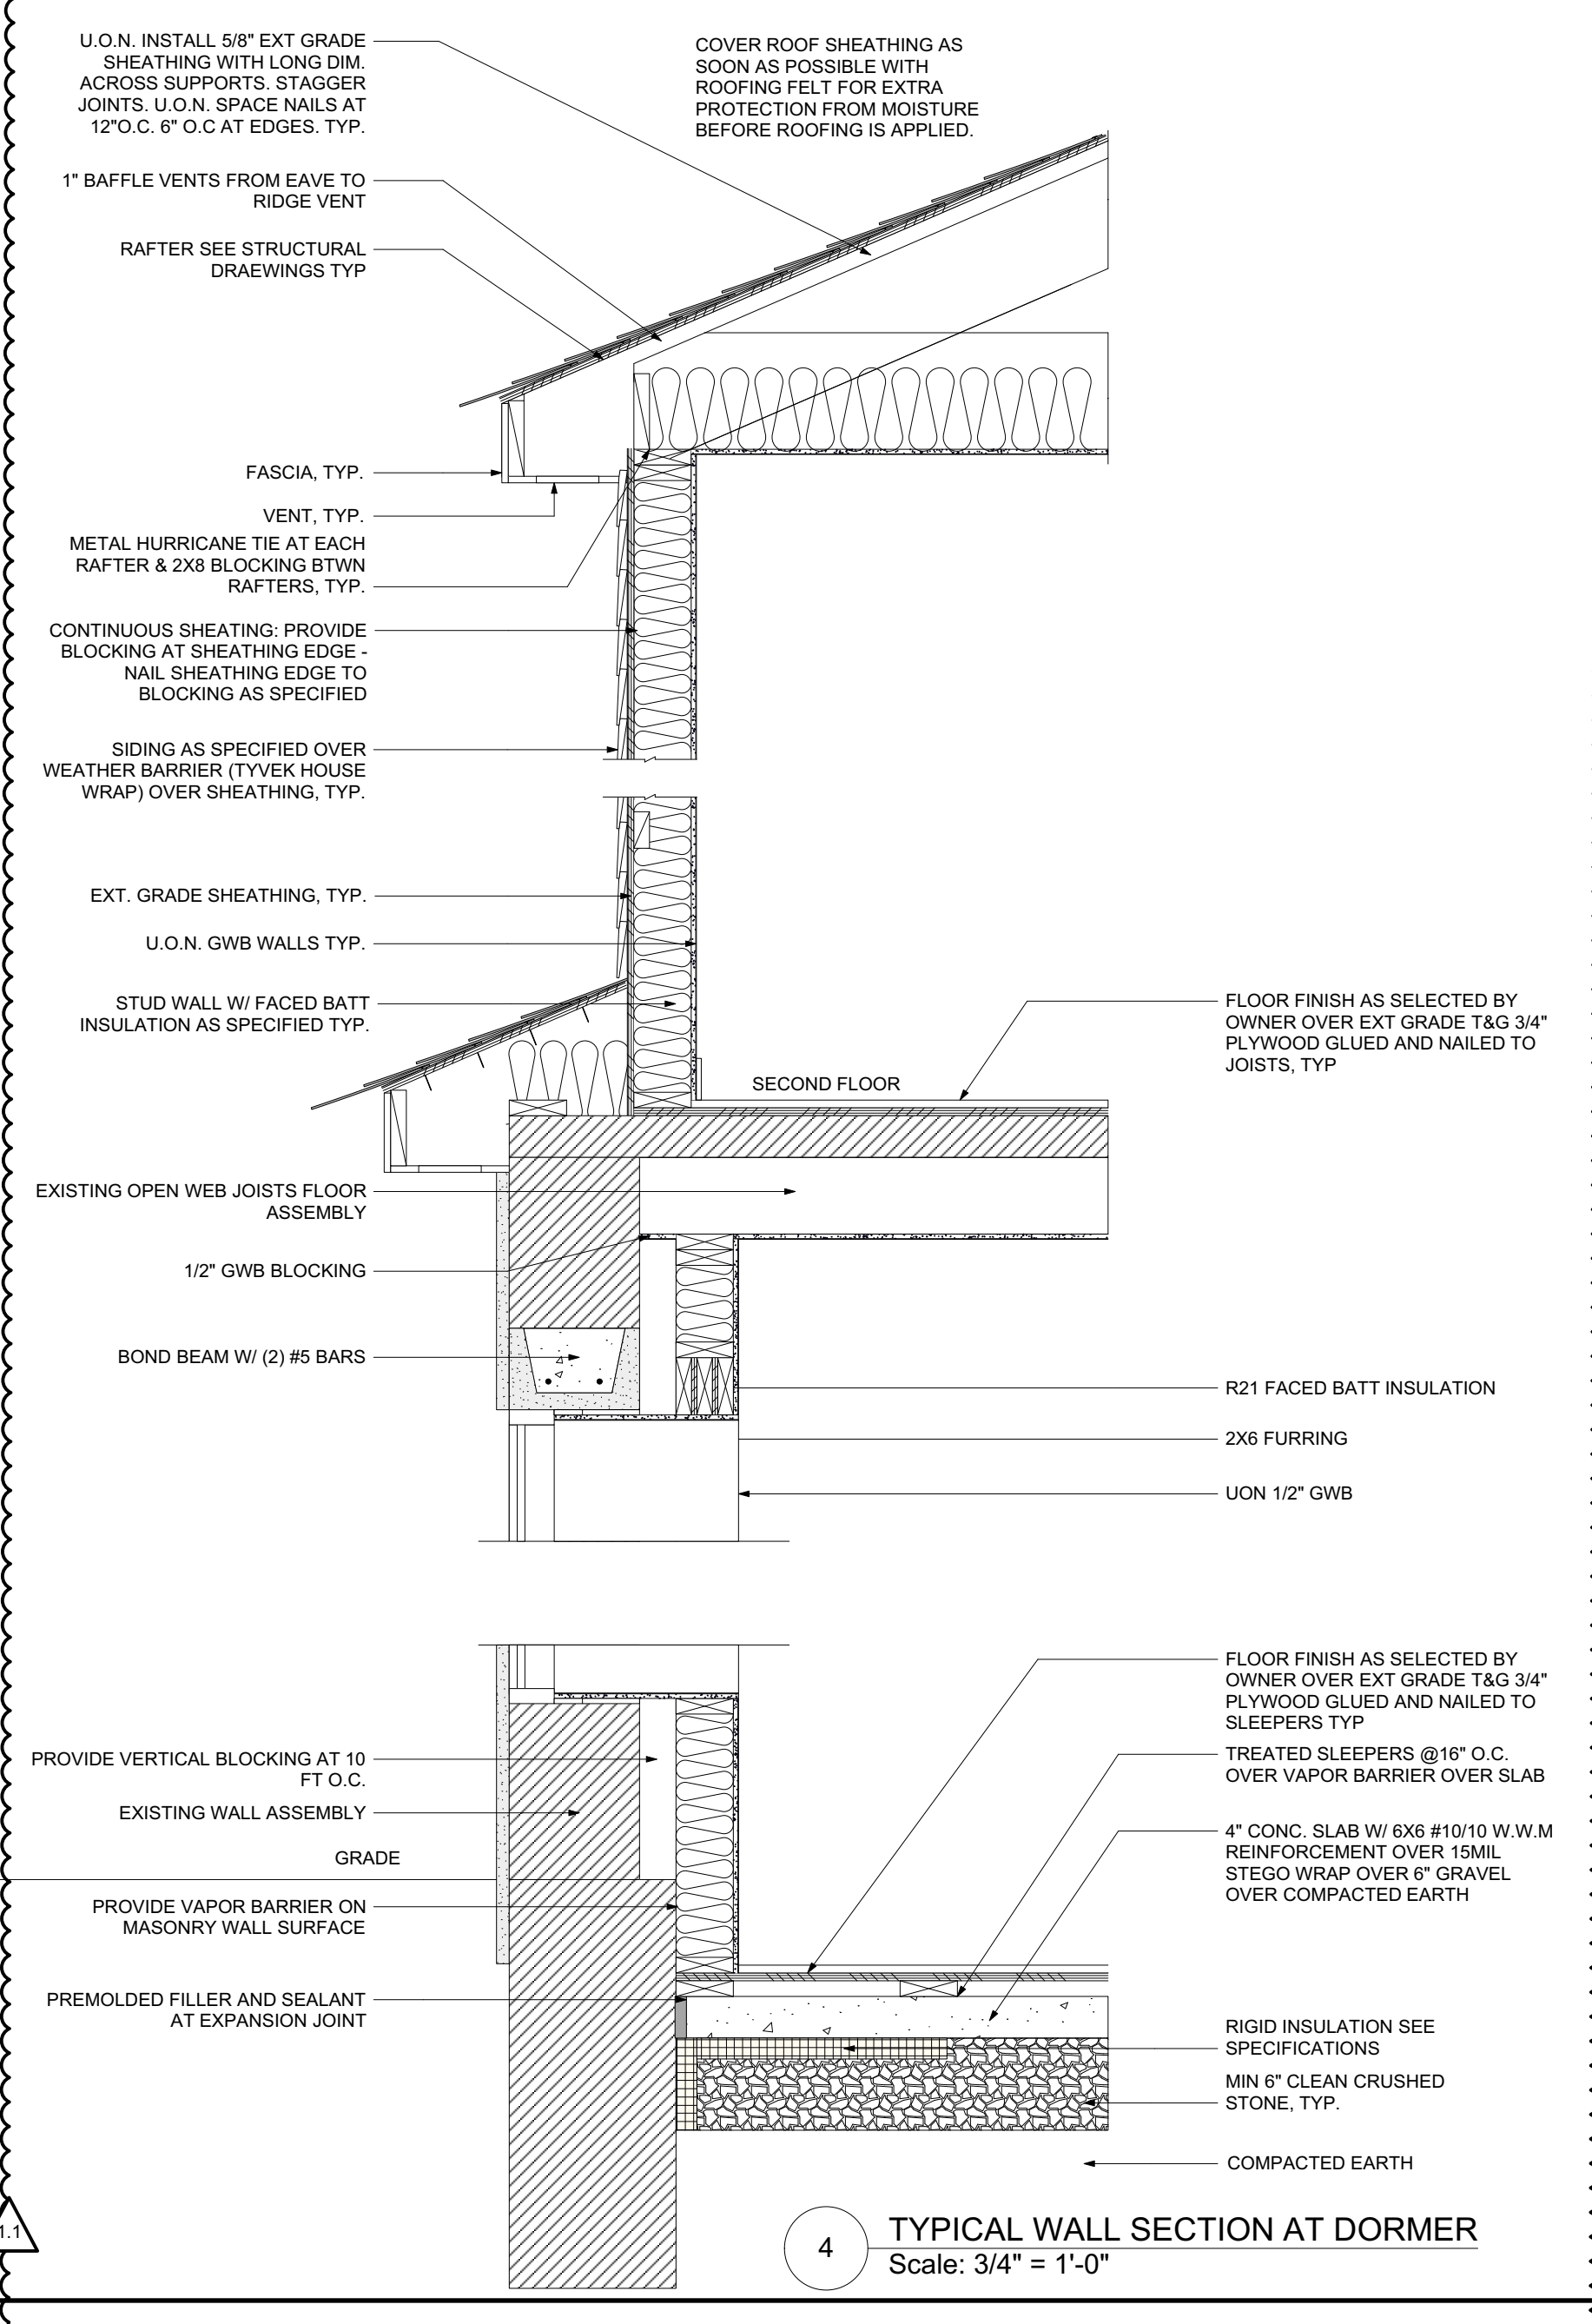 U.O.N. INSTALL 5/8" EXT GRADE
SHEATHING WITH LONG DIM.
ACROSS SUPPORTS. STAGGER
JOINTS. U.O.N. SPACE NAILS AT
12"O.C. 6" O.C AT EDGES. TYP.
COVER ROOF SHEATHING AS
SOON AS POSSIBLE WITH
ROOFING FELT FOR EXTRA
PROTECTION FROM MOISTURE
BEFORE ROOFING IS APPLIED.
1" BAFFLE VENTS FROM EAVE TO
RIDGE VENT
RAFTER SEE STRUCTURAL
DRAEWINGS TYP
FASCIA, TYP.
VENT, TYP.
METAL HURRICANE TIE AT EACH
RAFTER & 2X8 BLOCKING BTWN
RAFTERS, TYP.
CONTINUOUS SHEATING: PROVIDE
BLOCKING AT SHEATHING EDGE -
NAIL SHEATHING EDGE TO
BLOCKING AS SPECIFIED
SIDING AS SPECIFIED OVER
WEATHER BARRIER (TYVEK HOUSE
WRAP) OVER SHEATHING, TYP.
EXT. GRADE SHEATHING, TYP.
U.O.N. GWB WALLS TYP.
STUD WALL W/ FACED BATT
INSULATION AS SPECIFIED TYP.
FLOOR FINISH AS SELECTED BY
OWNER OVER EXT GRADE T&G 3/4"
PLYWOOD GLUED AND NAILED TO
JOISTS, TYP
SECOND FLOOR
EXISTING OPEN WEB JOISTS FLOOR
ASSEMBLY
1/2" GWB BLOCKING
BOND BEAM W/ (2) #5 BARS
R21 FACED BATT INSULATION
2X6 FURRING
UON 1/2" GWB
FLOOR FINISH AS SELECTED BY
OWNER OVER EXT GRADE T&G 3/4"
PLYWOOD GLUED AND NAILED TO
SLEEPERS TYP
PROVIDE VERTICAL BLOCKING AT 10
FT O.C.
TREATED SLEEPERS @16" O.C.
OVER VAPOR BARRIER OVER SLAB
EXISTING WALL ASSEMBLY
4" CONC. SLAB W/ 6X6 #10/10 W.W.M
REINFORCEMENT OVER 15MIL
STEGO WRAP OVER 6" GRAVEL
OVER COMPACTED EARTH
GRADE
PROVIDE VAPOR BARRIER ON
MASONRY WALL SURFACE
PREMOLDED FILLER AND SEALANT
AT EXPANSION JOINT
RIGID INSULATION SEE
SPECIFICATIONS
MIN 6" CLEAN CRUSHED
STONE, TYP.
COMPACTED EARTH
4
TYPICAL WALL SECTION AT DORMER
Scale: 3/4" = 1'-0"